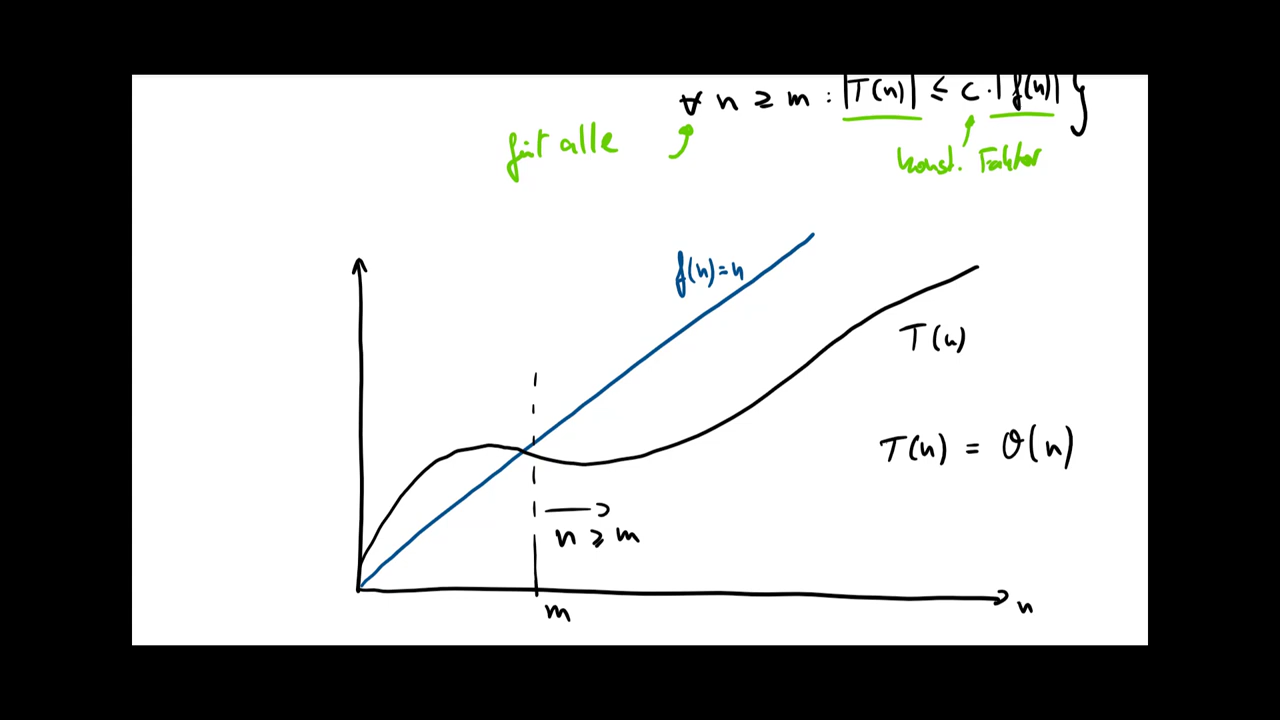 ∀ n ≥ m : |T(n)| ≤ c · |f(n)| }
für alle
konst. Faktor
f(n)=n
T(n)
T(n) = O(n)
n ≥ m
m
n